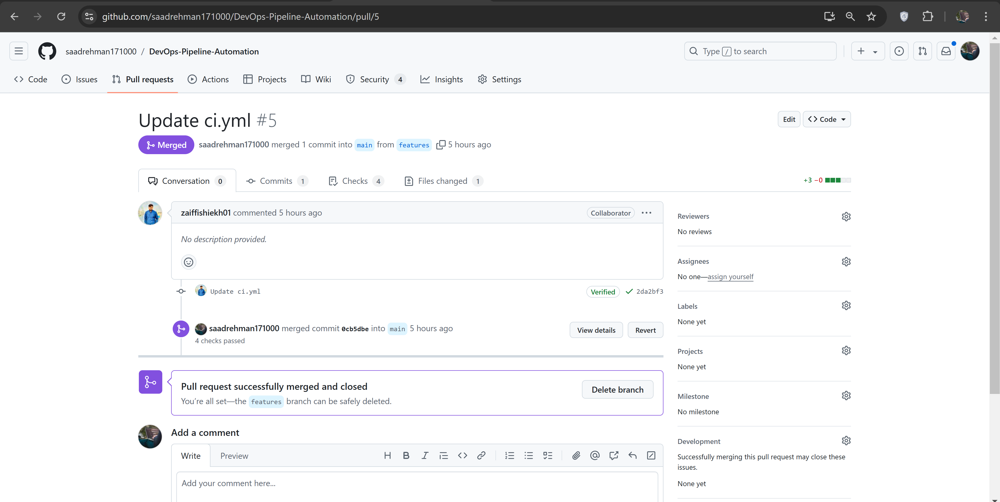 github.com/saadrehman171000/DevOps-Pipeline-Automation/pull/5
saadrehman171000 / DevOps-Pipeline-Automation
Type / to search
Code Issues Pull requests Actions Projects Wiki Security 4 Insights Settings
Update ci.yml #5
Edit Code
Merged saadrehman171000 merged 1 commit into main from features 5 hours ago
Conversation 0 Commits 1 Checks 4 Files changed 1
+3 −0
zaiffishiekh01 commented 5 hours ago Collaborator
No description provided.
Update ci.yml Verified 2da2bf3
saadrehman171000 merged commit 0cb5dbe into main 5 hours ago
4 checks passed
View details Revert
Pull request successfully merged and closed
You’re all set—the features branch can be safely deleted.
Delete branch
Add a comment
Write Preview
Add your comment here...
Reviewers
No reviews
Assignees
No one—assign yourself
Labels
None yet
Projects
None yet
Milestone
No milestone
Development
Successfully merging this pull request may close these
issues.
None yet